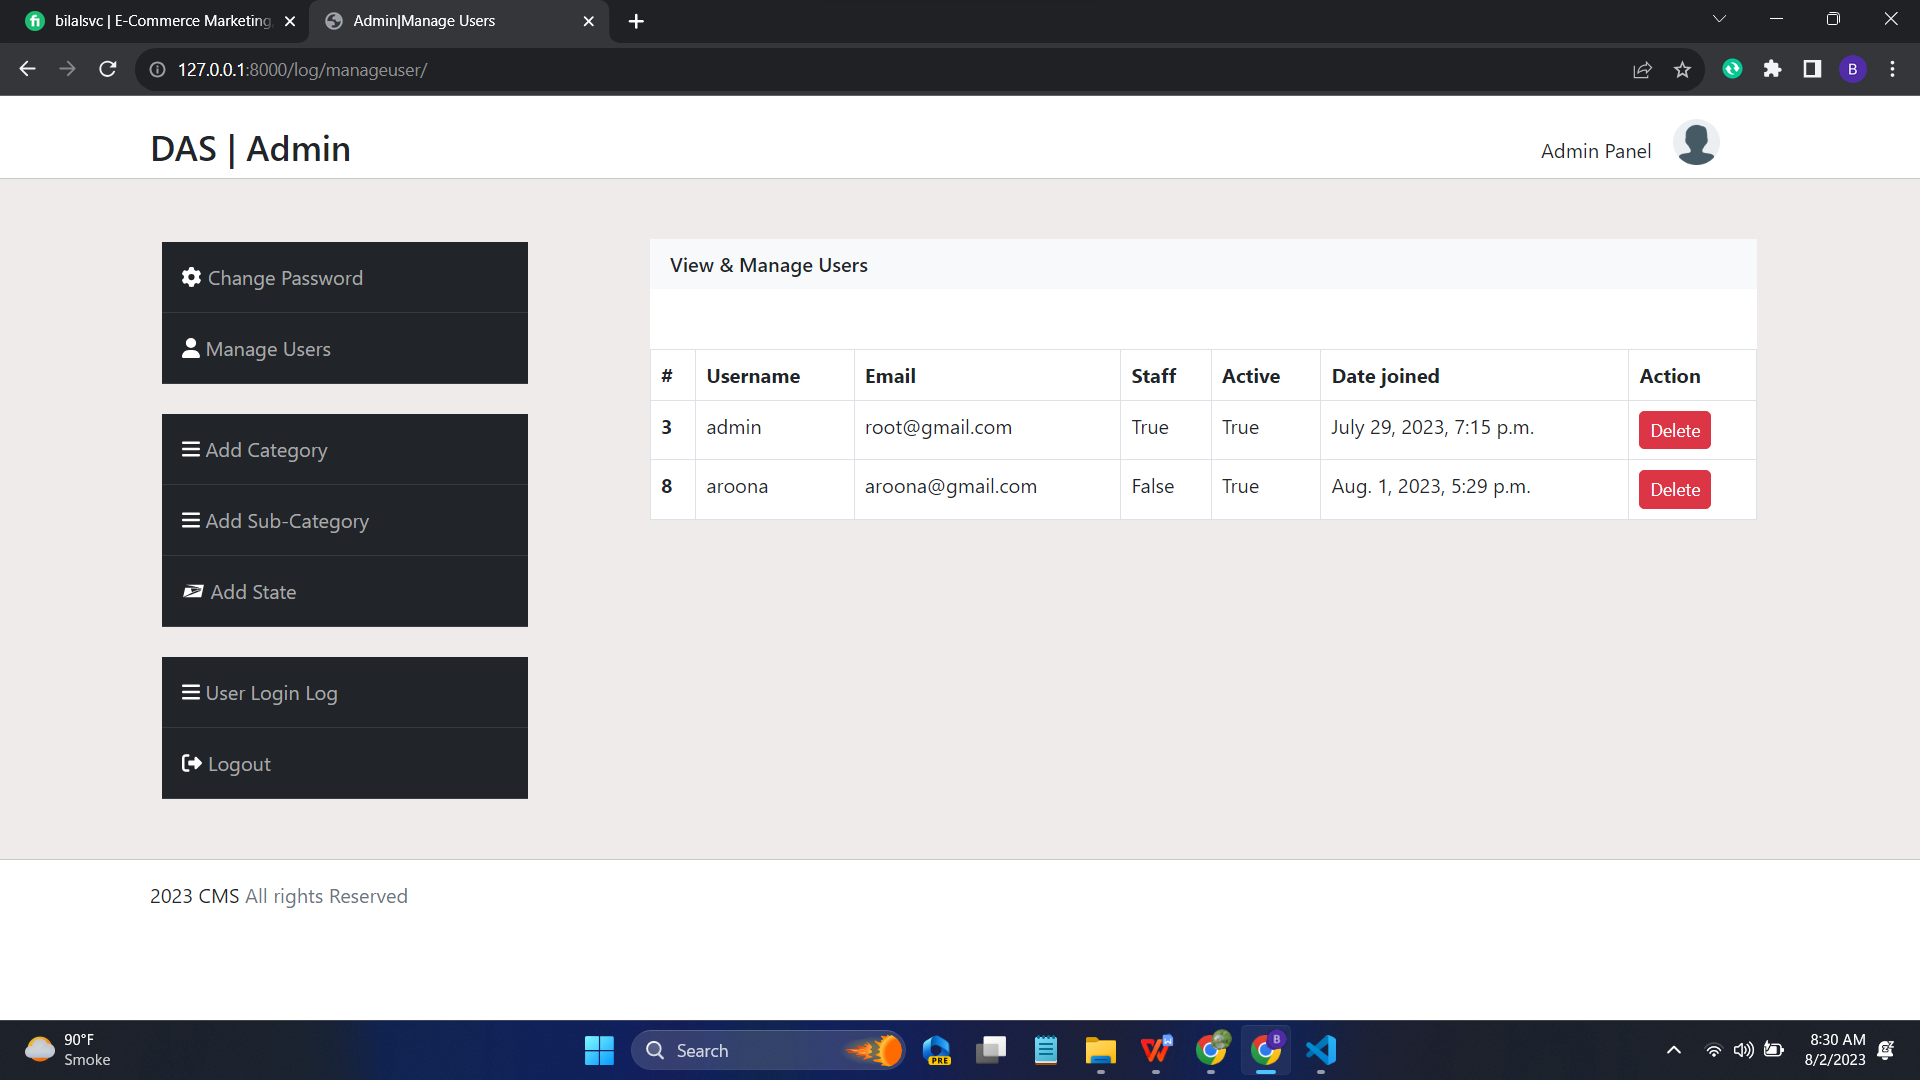 bilalsvc | E-Commerce Marketing
Admin|Manage Users
127.0.0.1:8000/log/manageuser/
B
DAS | Admin
Admin Panel
Change Password
Manage Users
Add Category
Add Sub-Category
Add State
User Login Log
Logout
View & Manage Users
# Username Email Staff Active Date joined Action
3 admin root@gmail.com True True July 29, 2023, 7:15 p.m. Delete
8 aroona aroona@gmail.com False True Aug. 1, 2023, 5:29 p.m. Delete
2023 CMS All rights Reserved
90°F
Smoke
Search
PRE
B
8:30 AM
8/2/2023